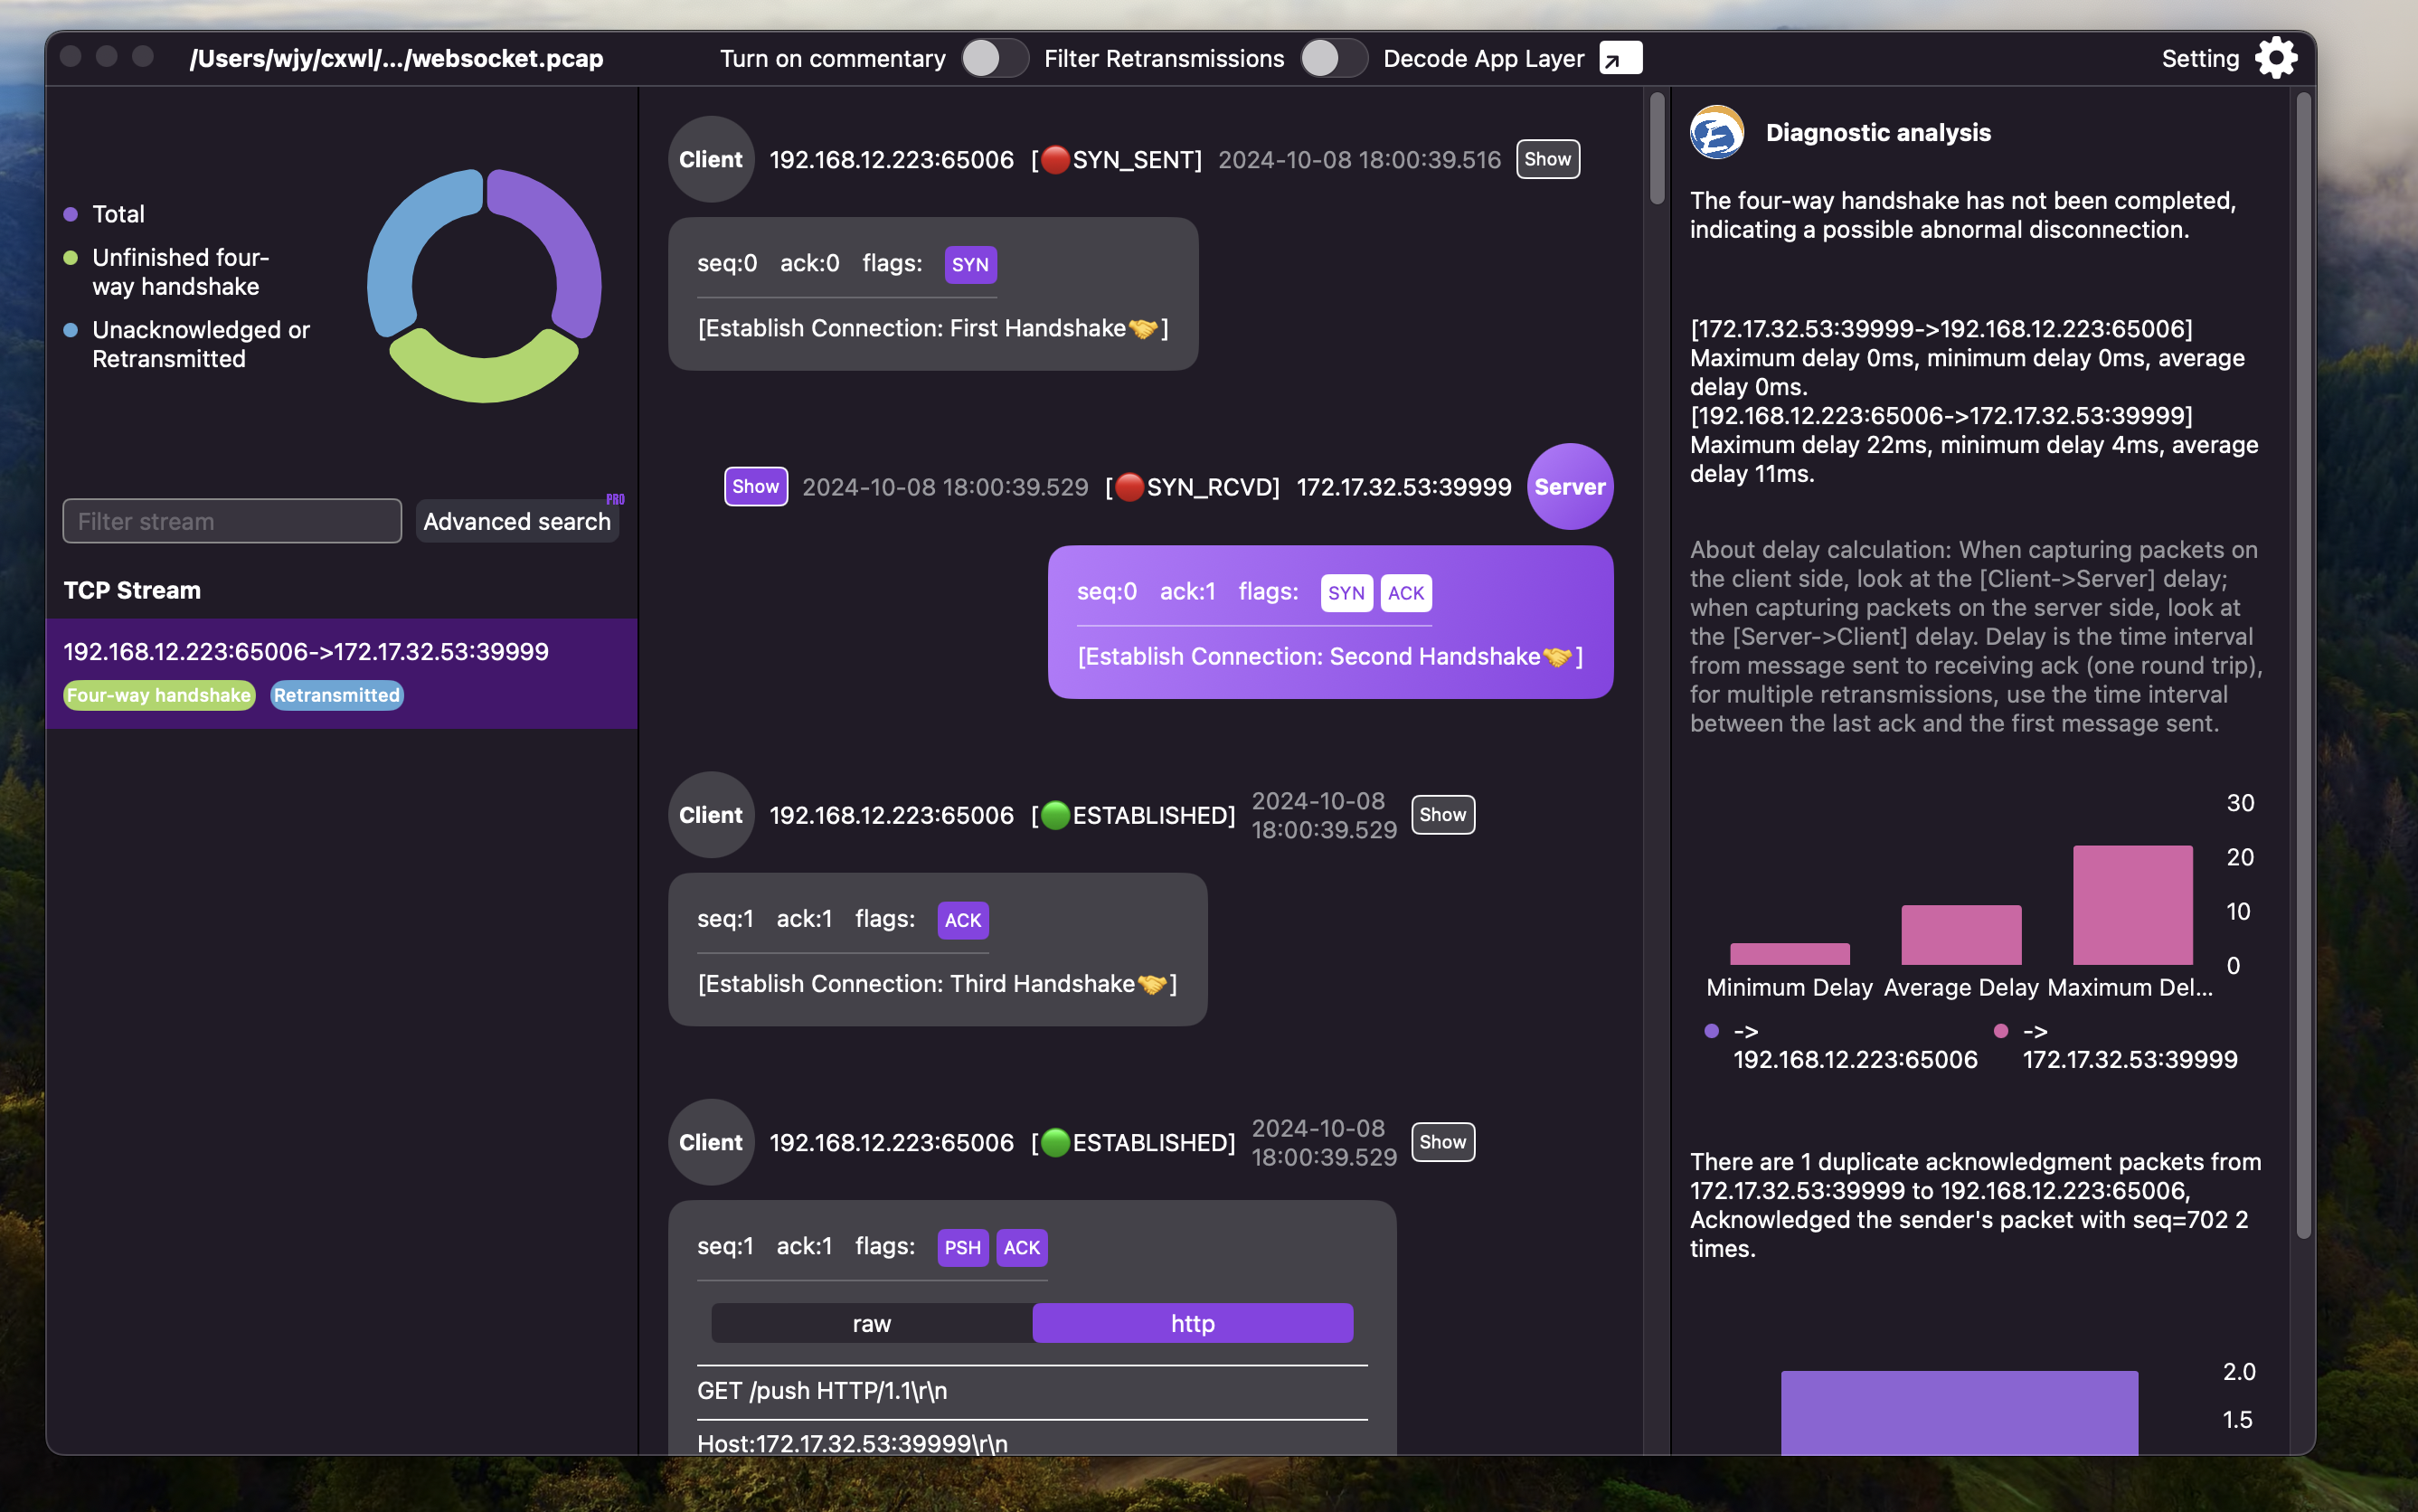 /Users/wjy/cxwl/.../websocket.pcap
Turn on commentary
Filter Retransmissions
Decode App Layer
Setting
Total
Unfinished four-
way handshake
Unacknowledged or
Retransmitted
Filter stream
Advanced search
PRO
TCP Stream
192.168.12.223:65006->172.17.32.53:39999
Four-way handshake
Retransmitted
Client
192.168.12.223:65006 [🔴SYN_SENT] 2024-10-08 18:00:39.516 Show
seq:0 ack:0 flags: SYN
[Establish Connection: First Handshake🤝]
Show 2024-10-08 18:00:39.529 [🔴SYN_RCVD] 172.17.32.53:39999
Server
seq:0 ack:1 flags: SYN ACK
[Establish Connection: Second Handshake🤝]
Client
192.168.12.223:65006 [🟢ESTABLISHED]
2024-10-08
18:00:39.529
Show
seq:1 ack:1 flags: ACK
[Establish Connection: Third Handshake🤝]
Client
192.168.12.223:65006 [🟢ESTABLISHED]
2024-10-08
18:00:39.529
Show
seq:1 ack:1 flags: PSH ACK
raw
http
GET /push HTTP/1.1\r\n
Host:172.17.32.53:39999\r\n
Diagnostic analysis
The four-way handshake has not been completed,
indicating a possible abnormal disconnection.
[172.17.32.53:39999->192.168.12.223:65006]
Maximum delay 0ms, minimum delay 0ms, average
delay 0ms.
[192.168.12.223:65006->172.17.32.53:39999]
Maximum delay 22ms, minimum delay 4ms, average
delay 11ms.
About delay calculation: When capturing packets on
the client side, look at the [Client->Server] delay;
when capturing packets on the server side, look at
the [Server->Client] delay. Delay is the time interval
from message sent to receiving ack (one round trip),
for multiple retransmissions, use the time interval
between the last ack and the first message sent.
30
20
10
0
Minimum Delay Average Delay Maximum Del...
->
192.168.12.223:65006
->
172.17.32.53:39999
There are 1 duplicate acknowledgment packets from
172.17.32.53:39999 to 192.168.12.223:65006,
Acknowledged the sender's packet with seq=702 2
times.
2.0
1.5